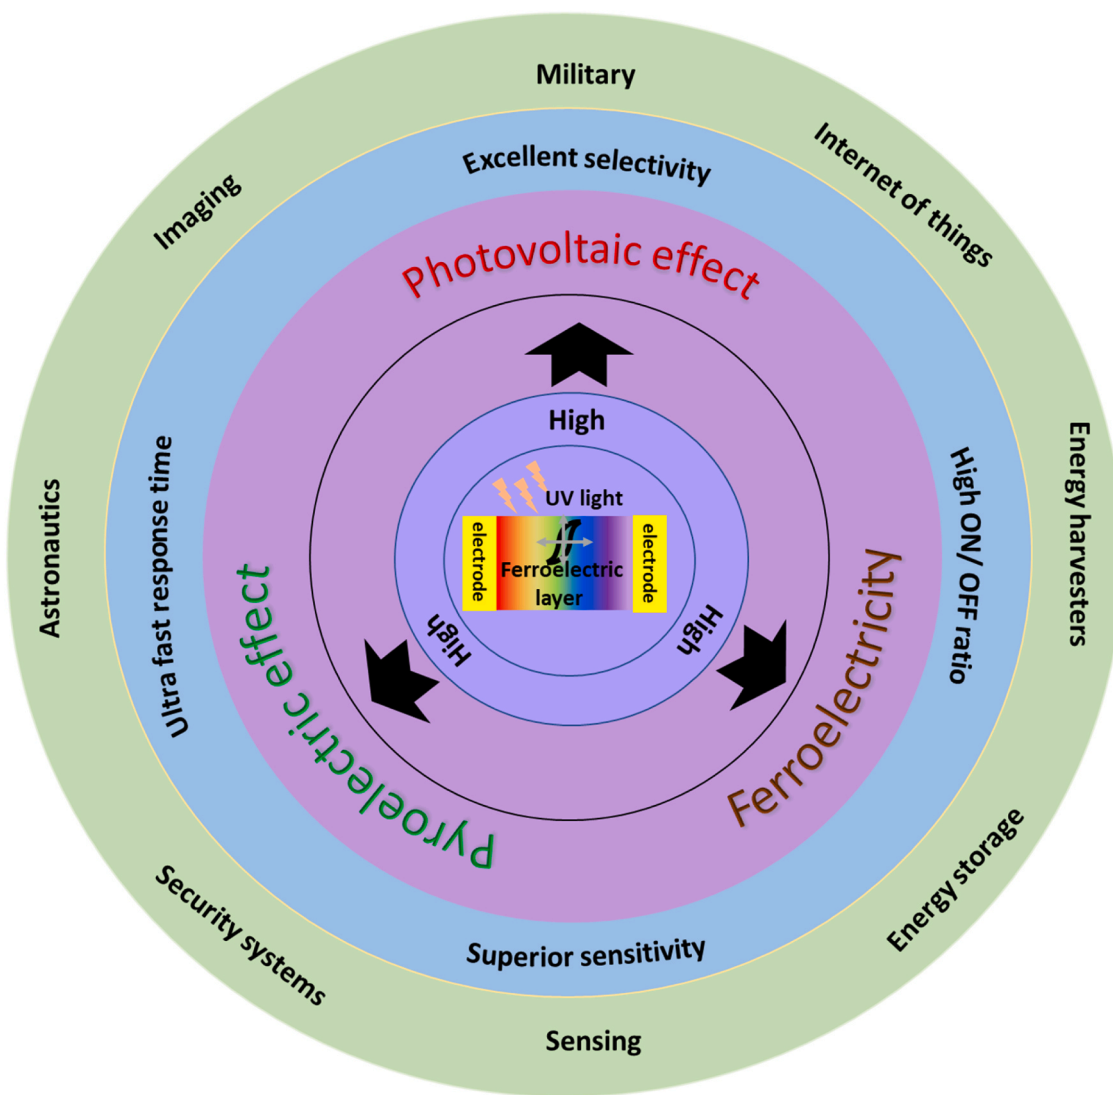 Military
Internet of things
Energy harvesters
Energy storage
Sensing
Security systems
Astronautics
Imaging
Excellent selectivity
High ON/ OFF ratio
Superior sensitivity
Ultra fast response time
Photovoltaic effect
Ferroelectricity
Pyroelectric effect
High
High
High
UV light
electrode
Ferroelectric
layer
electrode